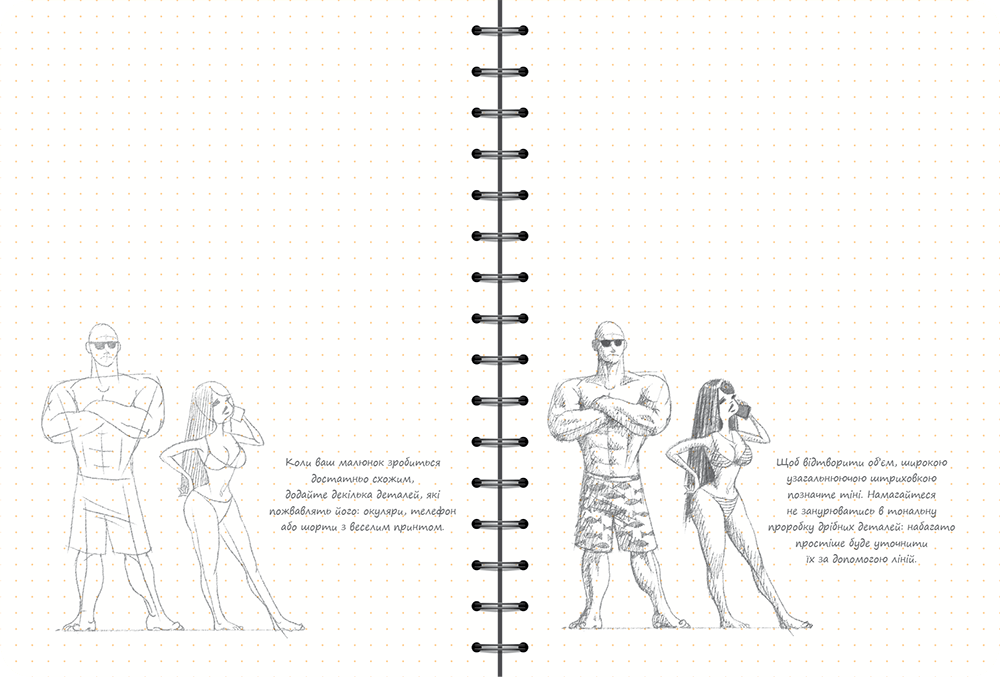 Коли ваш малюнок зробиться
достатньо схожим,
додайте декілька деталей, які
пожвавлять його: окуляри, телефон
або шорти з веселим принтом.
Щоб відтворити об'єм, широкою
узагальнюючою штриховкою
позначте тіні. Намагайтеся
не занурюватись в тональну
проробку дрібних деталей: набагато
простіше буде уточнити
їх за допомогою ліній.